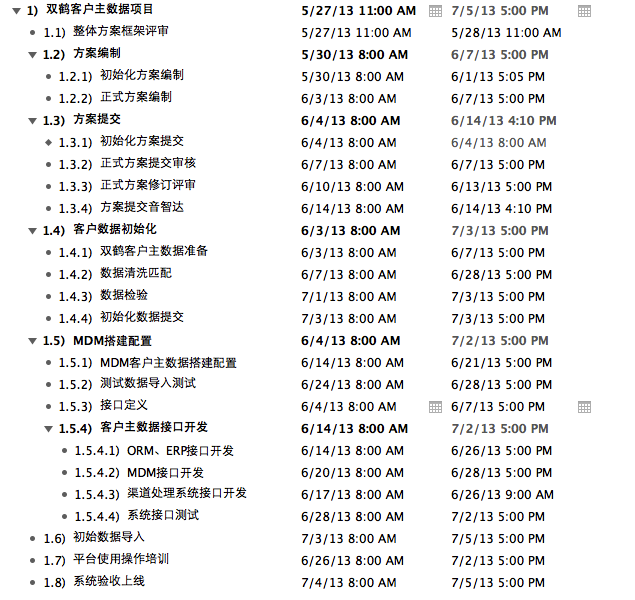 1) 双鹤客户主数据项目 5/27/13 11:00 AM 7/5/13 5:00 PM
1.1) 整体方案框架评审 5/27/13 11:00 AM 5/28/13 11:00 AM
1.2) 方案编制 5/30/13 8:00 AM 6/7/13 5:00 PM
1.2.1) 初始化方案编制 5/30/13 8:00 AM 6/1/13 5:05 PM
1.2.2) 正式方案编制 6/3/13 8:00 AM 6/7/13 5:00 PM
1.3) 方案提交 6/4/13 8:00 AM 6/14/13 4:10 PM
1.3.1) 初始化方案提交 6/4/13 8:00 AM 6/4/13 8:00 AM
1.3.2) 正式方案提交审核 6/7/13 8:00 AM 6/7/13 5:00 PM
1.3.3) 正式方案修订评审 6/10/13 8:00 AM 6/13/13 5:00 PM
1.3.4) 方案提交音智达 6/14/13 8:00 AM 6/14/13 4:10 PM
1.4) 客户数据初始化 6/3/13 8:00 AM 7/3/13 5:00 PM
1.4.1) 双鹤客户主数据准备 6/3/13 8:00 AM 6/7/13 5:00 PM
1.4.2) 数据清洗匹配 6/7/13 8:00 AM 6/28/13 5:00 PM
1.4.3) 数据检验 7/1/13 8:00 AM 7/3/13 5:00 PM
1.4.4) 初始化数据提交 7/3/13 8:00 AM 7/3/13 5:00 PM
1.5) MDM搭建配置 6/4/13 8:00 AM 7/2/13 5:00 PM
1.5.1) MDM客户主数据搭建配置 6/14/13 8:00 AM 6/21/13 5:00 PM
1.5.2) 测试数据导入测试 6/24/13 8:00 AM 6/28/13 5:00 PM
1.5.3) 接口定义 6/4/13 8:00 AM 6/7/13 5:00 PM
1.5.4) 客户主数据接口开发 6/14/13 8:00 AM 7/2/13 5:00 PM
1.5.4.1) ORM、ERP接口开发 6/14/13 8:00 AM 6/26/13 5:00 PM
1.5.4.2) MDM接口开发 6/20/13 8:00 AM 6/28/13 5:00 PM
1.5.4.3) 渠道处理系统接口开发 6/17/13 8:00 AM 6/26/13 9:00 AM
1.5.4.4) 系统接口测试 6/28/13 8:00 AM 7/2/13 5:00 PM
1.6) 初始数据导入 7/3/13 8:00 AM 7/5/13 5:00 PM
1.7) 平台使用操作培训 6/26/13 8:00 AM 7/2/13 5:00 PM
1.8) 系统验收上线 7/4/13 8:00 AM 7/5/13 5:00 PM